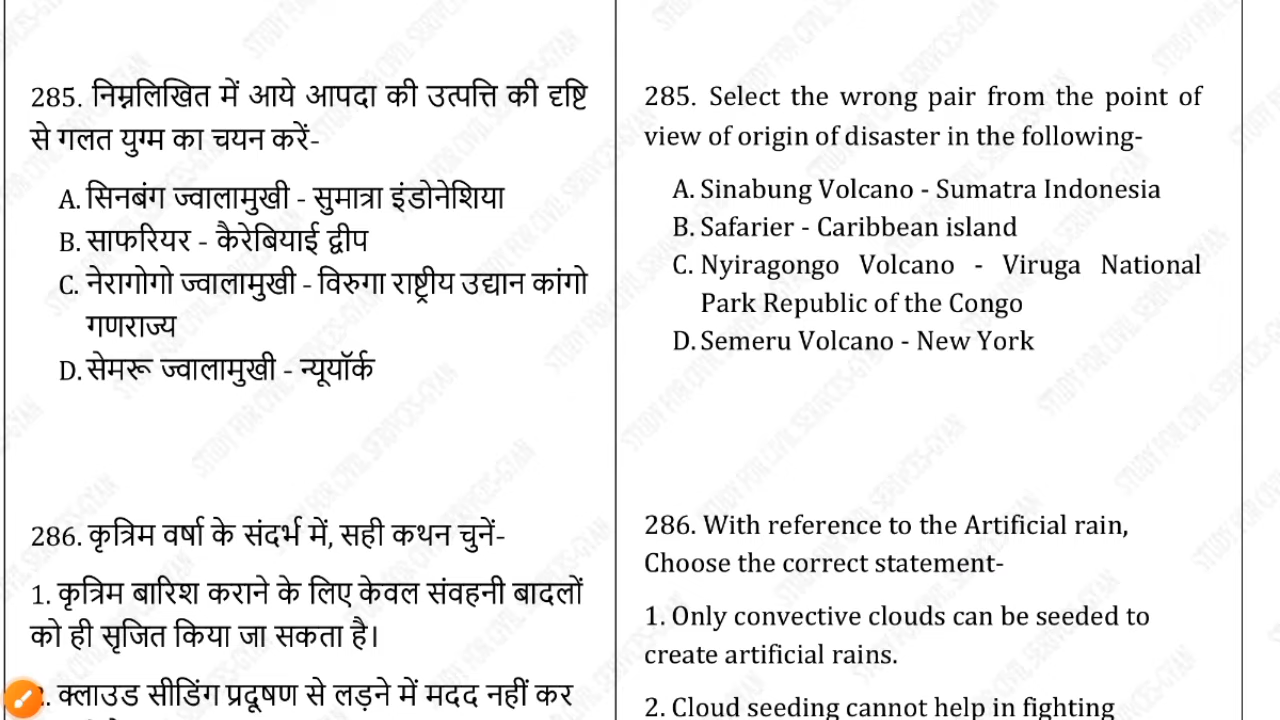 285. निम्नलिखित में आये आपदा की उत्पत्ति की दृष्टि
से गलत युग्म का चयन करें-
A. सिनबंग ज्वालामुखी - सुमात्रा इंडोनेशिया
B. साफरियर - कैरेबियाई द्वीप
C. नेरागोगो ज्वालामुखी - विरुगा राष्ट्रीय उद्यान कांगो
गणराज्य
D. सेमरू ज्वालामुखी - न्यूयॉर्क
286. कृत्रिम वर्षा के संदर्भ में, सही कथन चुनें-
1. कृत्रिम बारिश कराने के लिए केवल संवहनी बादलों
को ही सृजित किया जा सकता है।
. क्लाउड सीडिंग प्रदूषण से लड़ने में मदद नहीं कर
285. Select the wrong pair from the point of
view of origin of disaster in the following-
A. Sinabung Volcano - Sumatra Indonesia
B. Safarier - Caribbean island
C. Nyiragongo Volcano - Viruga National
Park Republic of the Congo
D. Semeru Volcano - New York
286. With reference to the Artificial rain,
Choose the correct statement-
1. Only convective clouds can be seeded to
create artificial rains.
2. Cloud seeding cannot help in fighting